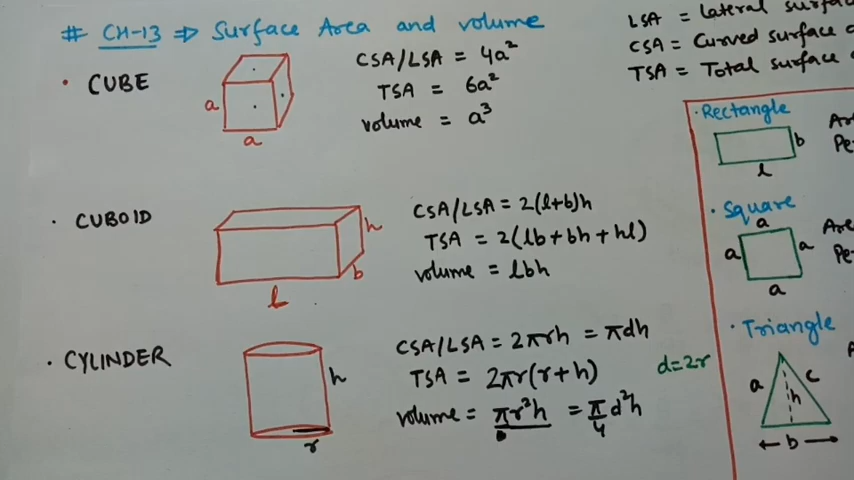 # CH-13 ⇒ Surface Area and volume
LSA = lateral
CSA = Curved surface
TSA = Total surface
• CUBE
a
a
CSA/LSA = 4a²
TSA = 6a²
volume = a³
• CUBOID
h
b
l
CSA/LSA = 2(l+b)h
TSA = 2(lb+bh+hl)
volume = lbh
• CYLINDER
h
r
CSA/LSA = 2πrh = πdh
TSA = 2πr(r+h)
d=2r
volume = πr²h = π/4 d²h
• Rectangle
b
l
• Square
a
a
a
a
• Triangle
a
c
h
b